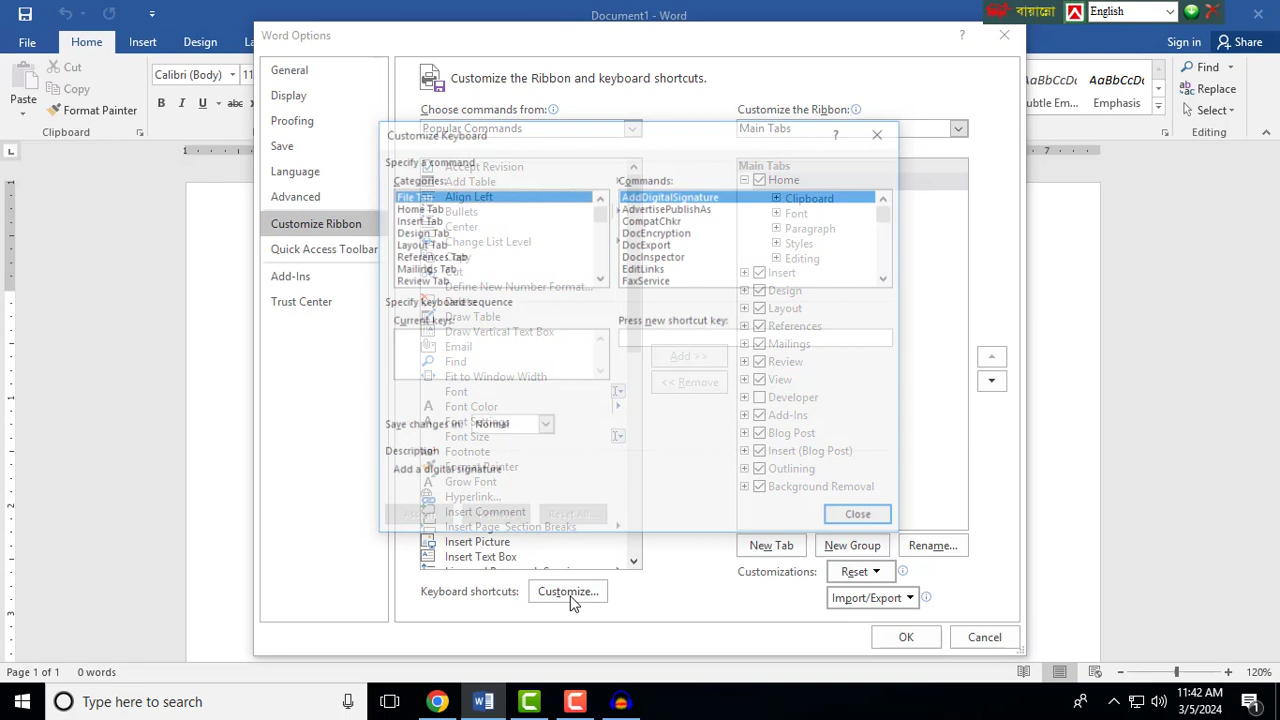 Document1 - Word
বায়ান্নো
English
File
Home
Insert
Design
Sign in
Share
Cut
Copy
Paste
Format Painter
Clipboard
Calibri (Body)
11
B I U abc
Subtle Em...
Emphasis
Find
Replace
Select
Editing
Word Options
?
General
Display
Proofing
Save
Language
Advanced
Customize Ribbon
Quick Access Toolbar
Add-Ins
Trust Center
Customize the Ribbon and keyboard shortcuts.
Choose commands from:
Popular Commands
Customize the Ribbon:
Main Tabs
Customize Keyboard
?
Specify a command
Categories:
File Tab
Home Tab
Insert Tab
Design Tab
Layout Tab
References Tab
Mailings Tab
Review Tab
Commands:
AddDigitalSignature
AdvertisePublishAs
CompatChkr
DocEncryption
DocExport
DocInspector
EditLinks
FaxService
Specify keyboard sequence
Current keys:
Press new shortcut key:
Add >>
<< Remove
Save changes in:
Normal
Description
Add a digital signature
Reset All...
Close
Accept Revision
Add Table
Align Left
Bullets
Center
Change List Level
Copy
Cut
Define New Number Format...
Delete
Draw Table
Draw Vertical Text Box
Email
Find
Fit to Window Width
Font
Font Color
Font Settings
Font Size
Footnote
Format Painter
Grow Font
Hyperlink...
Insert Comment
Insert Page Section Breaks
Insert Picture
Insert Text Box
Main Tabs
Home
Clipboard
Font
Paragraph
Styles
Editing
Insert
Design
Layout
References
Mailings
Review
View
Developer
Add-Ins
Blog Post
Insert (Blog Post)
Outlining
Background Removal
New Tab
New Group
Rename...
Customizations:
Reset
Import/Export
Keyboard shortcuts:
Customize...
OK
Cancel
Page 1 of 1
0 words
120%
Type here to search
11:42 AM
3/5/2024